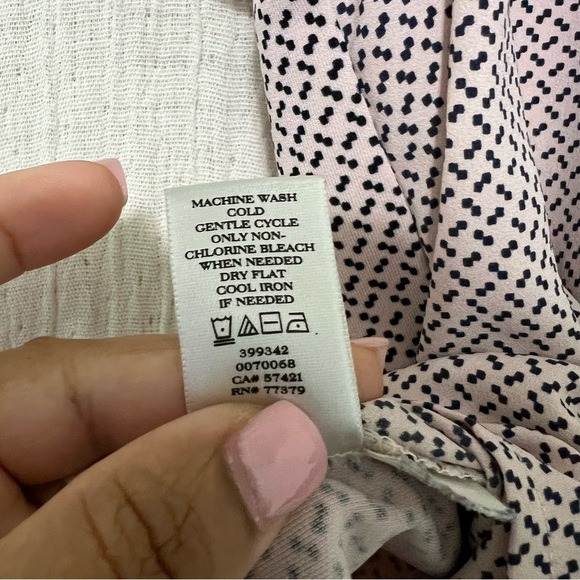 MACHINE WASH
COLD
GENTLE CYCLE
ONLY NON-
CHLORINE BLEACH
WHEN NEEDED
DRY FLAT
COOL IRON
IF NEEDED
399342
0070068
CA# 57421
RN# 77379